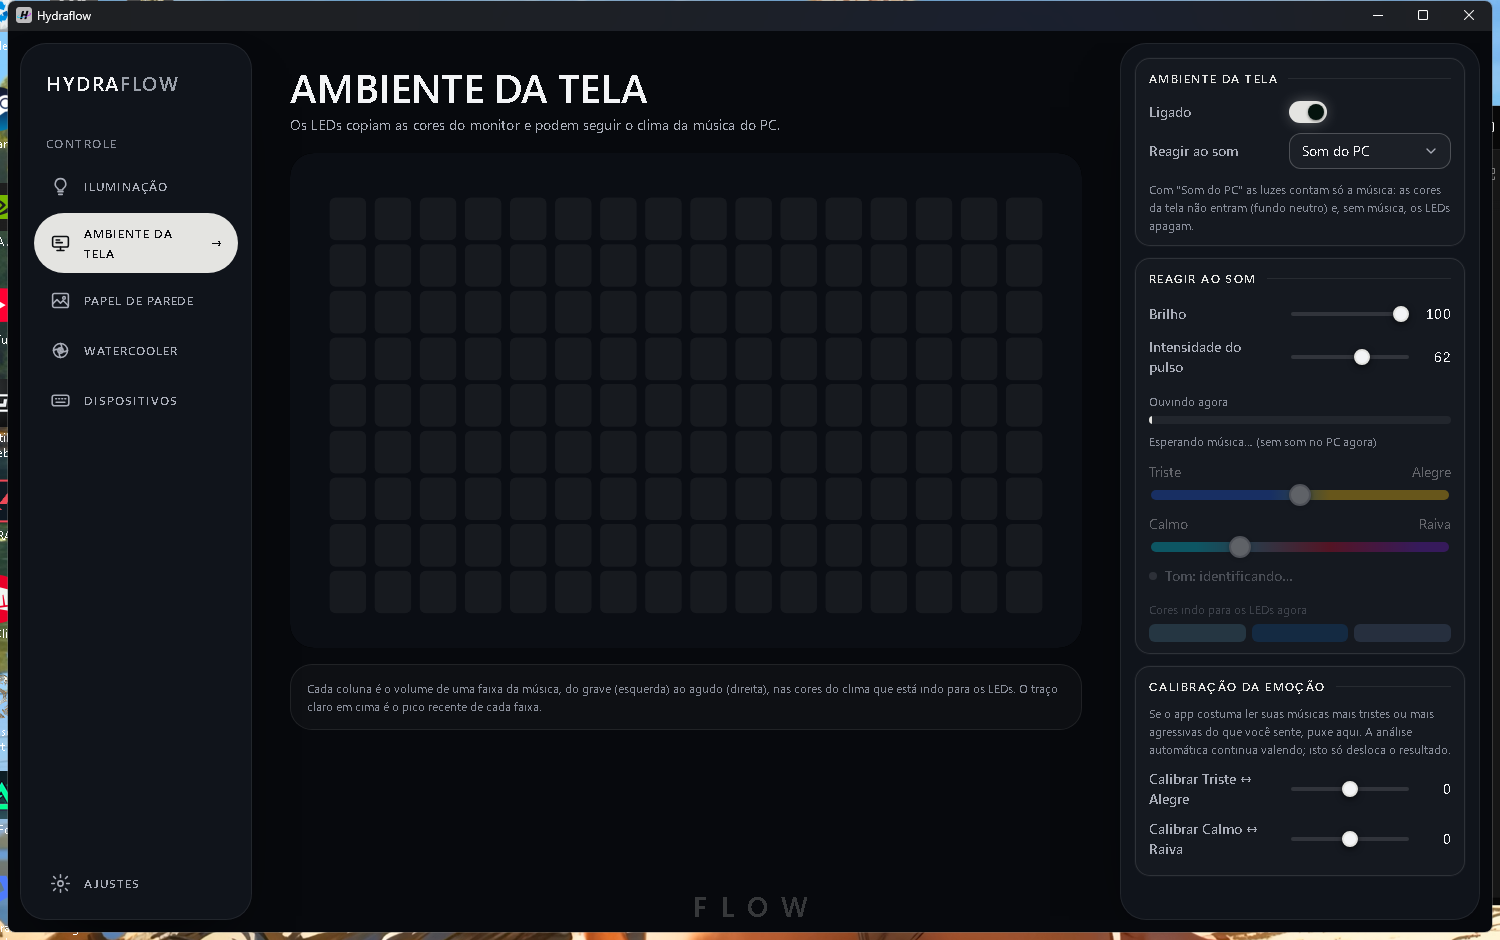 Hydraflow
HYDRAFLOW
CONTROLE
ILUMINAÇÃO
AMBIENTE DA
TELA
→
PAPEL DE PAREDE
WATERCOOLER
DISPOSITIVOS
AJUSTES
AMBIENTE DA TELA
Os LEDs copiam as cores do monitor e podem seguir o clima da música do PC.
Cada coluna é o volume de uma faixa da música, do grave (esquerda) ao agudo (direita), nas cores do clima que está indo para os LEDs. O traço
claro em cima é o pico recente de cada faixa.
FLOW
AMBIENTE DA TELA
Ligado
Reagir ao som
Som do PC
Com "Som do PC" as luzes contam só a música: as cores
da tela não entram (fundo neutro) e, sem música, os LEDs
apagam.
REAGIR AO SOM
Brilho 100
Intensidade do
pulso
62
Ouvindo agora
Esperando música... (sem som no PC agora)
Triste Alegre
Calmo Raiva
Tom: identificando...
Cores indo para os LEDs agora
CALIBRAÇÃO DA EMOÇÃO
Se o app costuma ler suas músicas mais tristes ou mais
agressivas do que você sente, puxe aqui. A análise
automática continua valendo; isto só desloca o resultado.
Calibrar Triste ↔
Alegre
0
Calibrar Calmo ↔
Raiva
0